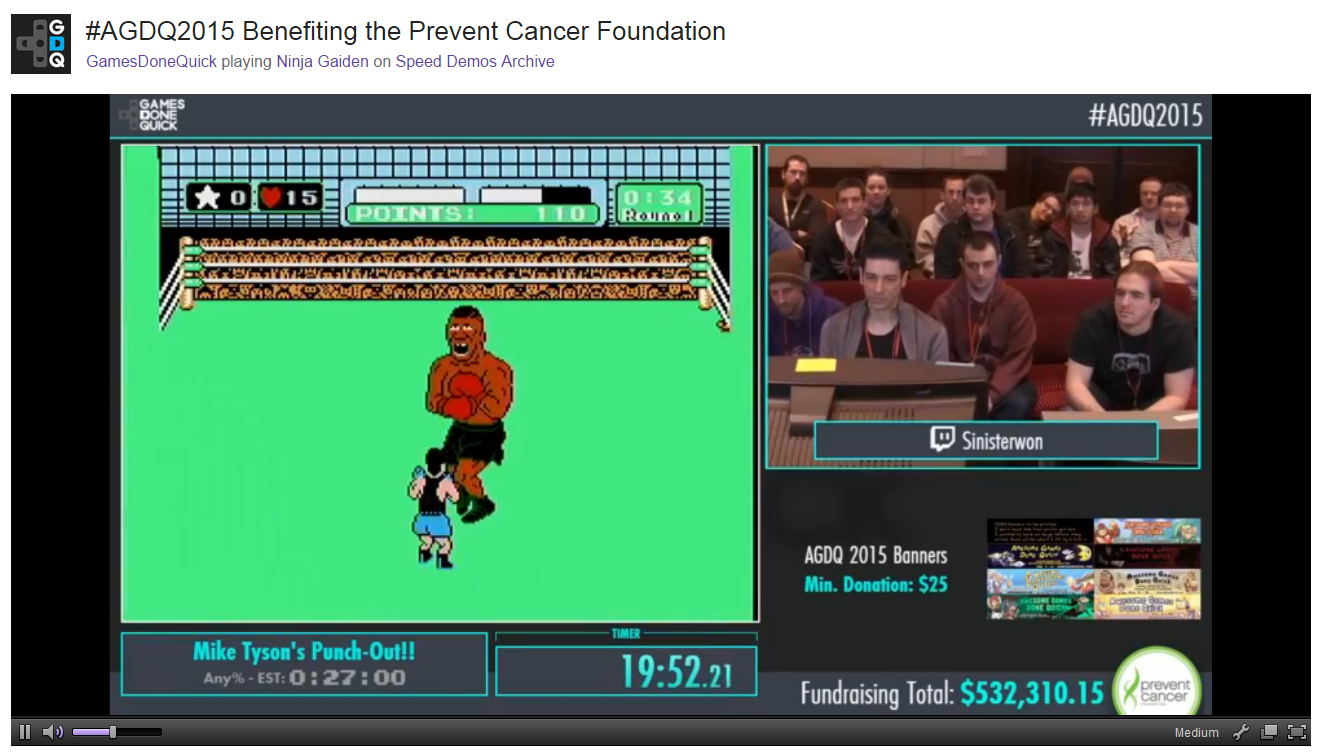 G
D
Q
#AGDQ2015 Benefiting the Prevent Cancer Foundation
GamesDoneQuick playing Ninja Gaiden on Speed Demos Archive
GAMES
DONE
QUICK
#AGDQ2015
0 15
POINTS: 110
0:34
Round 1
Sinisterwon
AGDQ 2015 Banners
Min. Donation: $25
Mike Tyson's Punch-Out!!
Any% - EST: 0:27:00
TIMER
19:52.21
Fundraising Total: $532,310.15
prevent
cancer
Medium